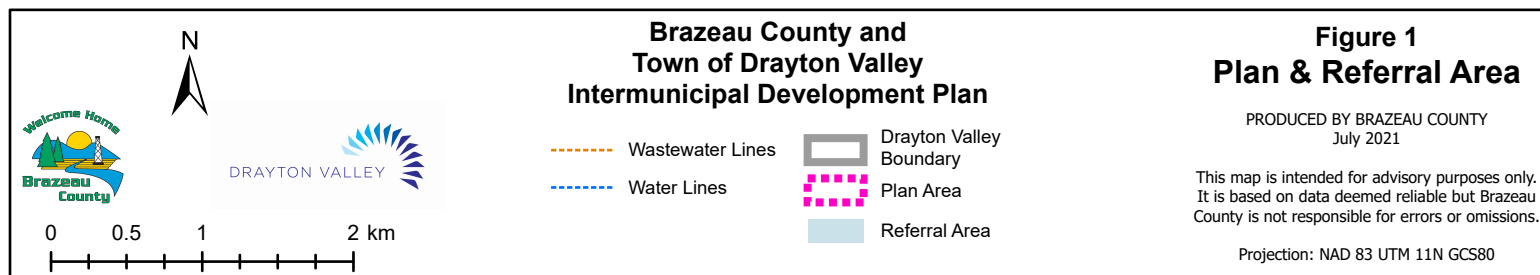 N
Welcome Home
Brazeau
County
DRAYTON VALLEY
0 0.5 1 2 km
Brazeau County and
Town of Drayton Valley
Intermunicipal Development Plan
Wastewater Lines
Water Lines
Drayton Valley
Boundary
Plan Area
Referral Area
Figure 1
Plan & Referral Area
PRODUCED BY BRAZEAU COUNTY
July 2021
This map is intended for advisory purposes only.
It is based on data deemed reliable but Brazeau
County is not responsible for errors or omissions.
Projection: NAD 83 UTM 11N GCS80